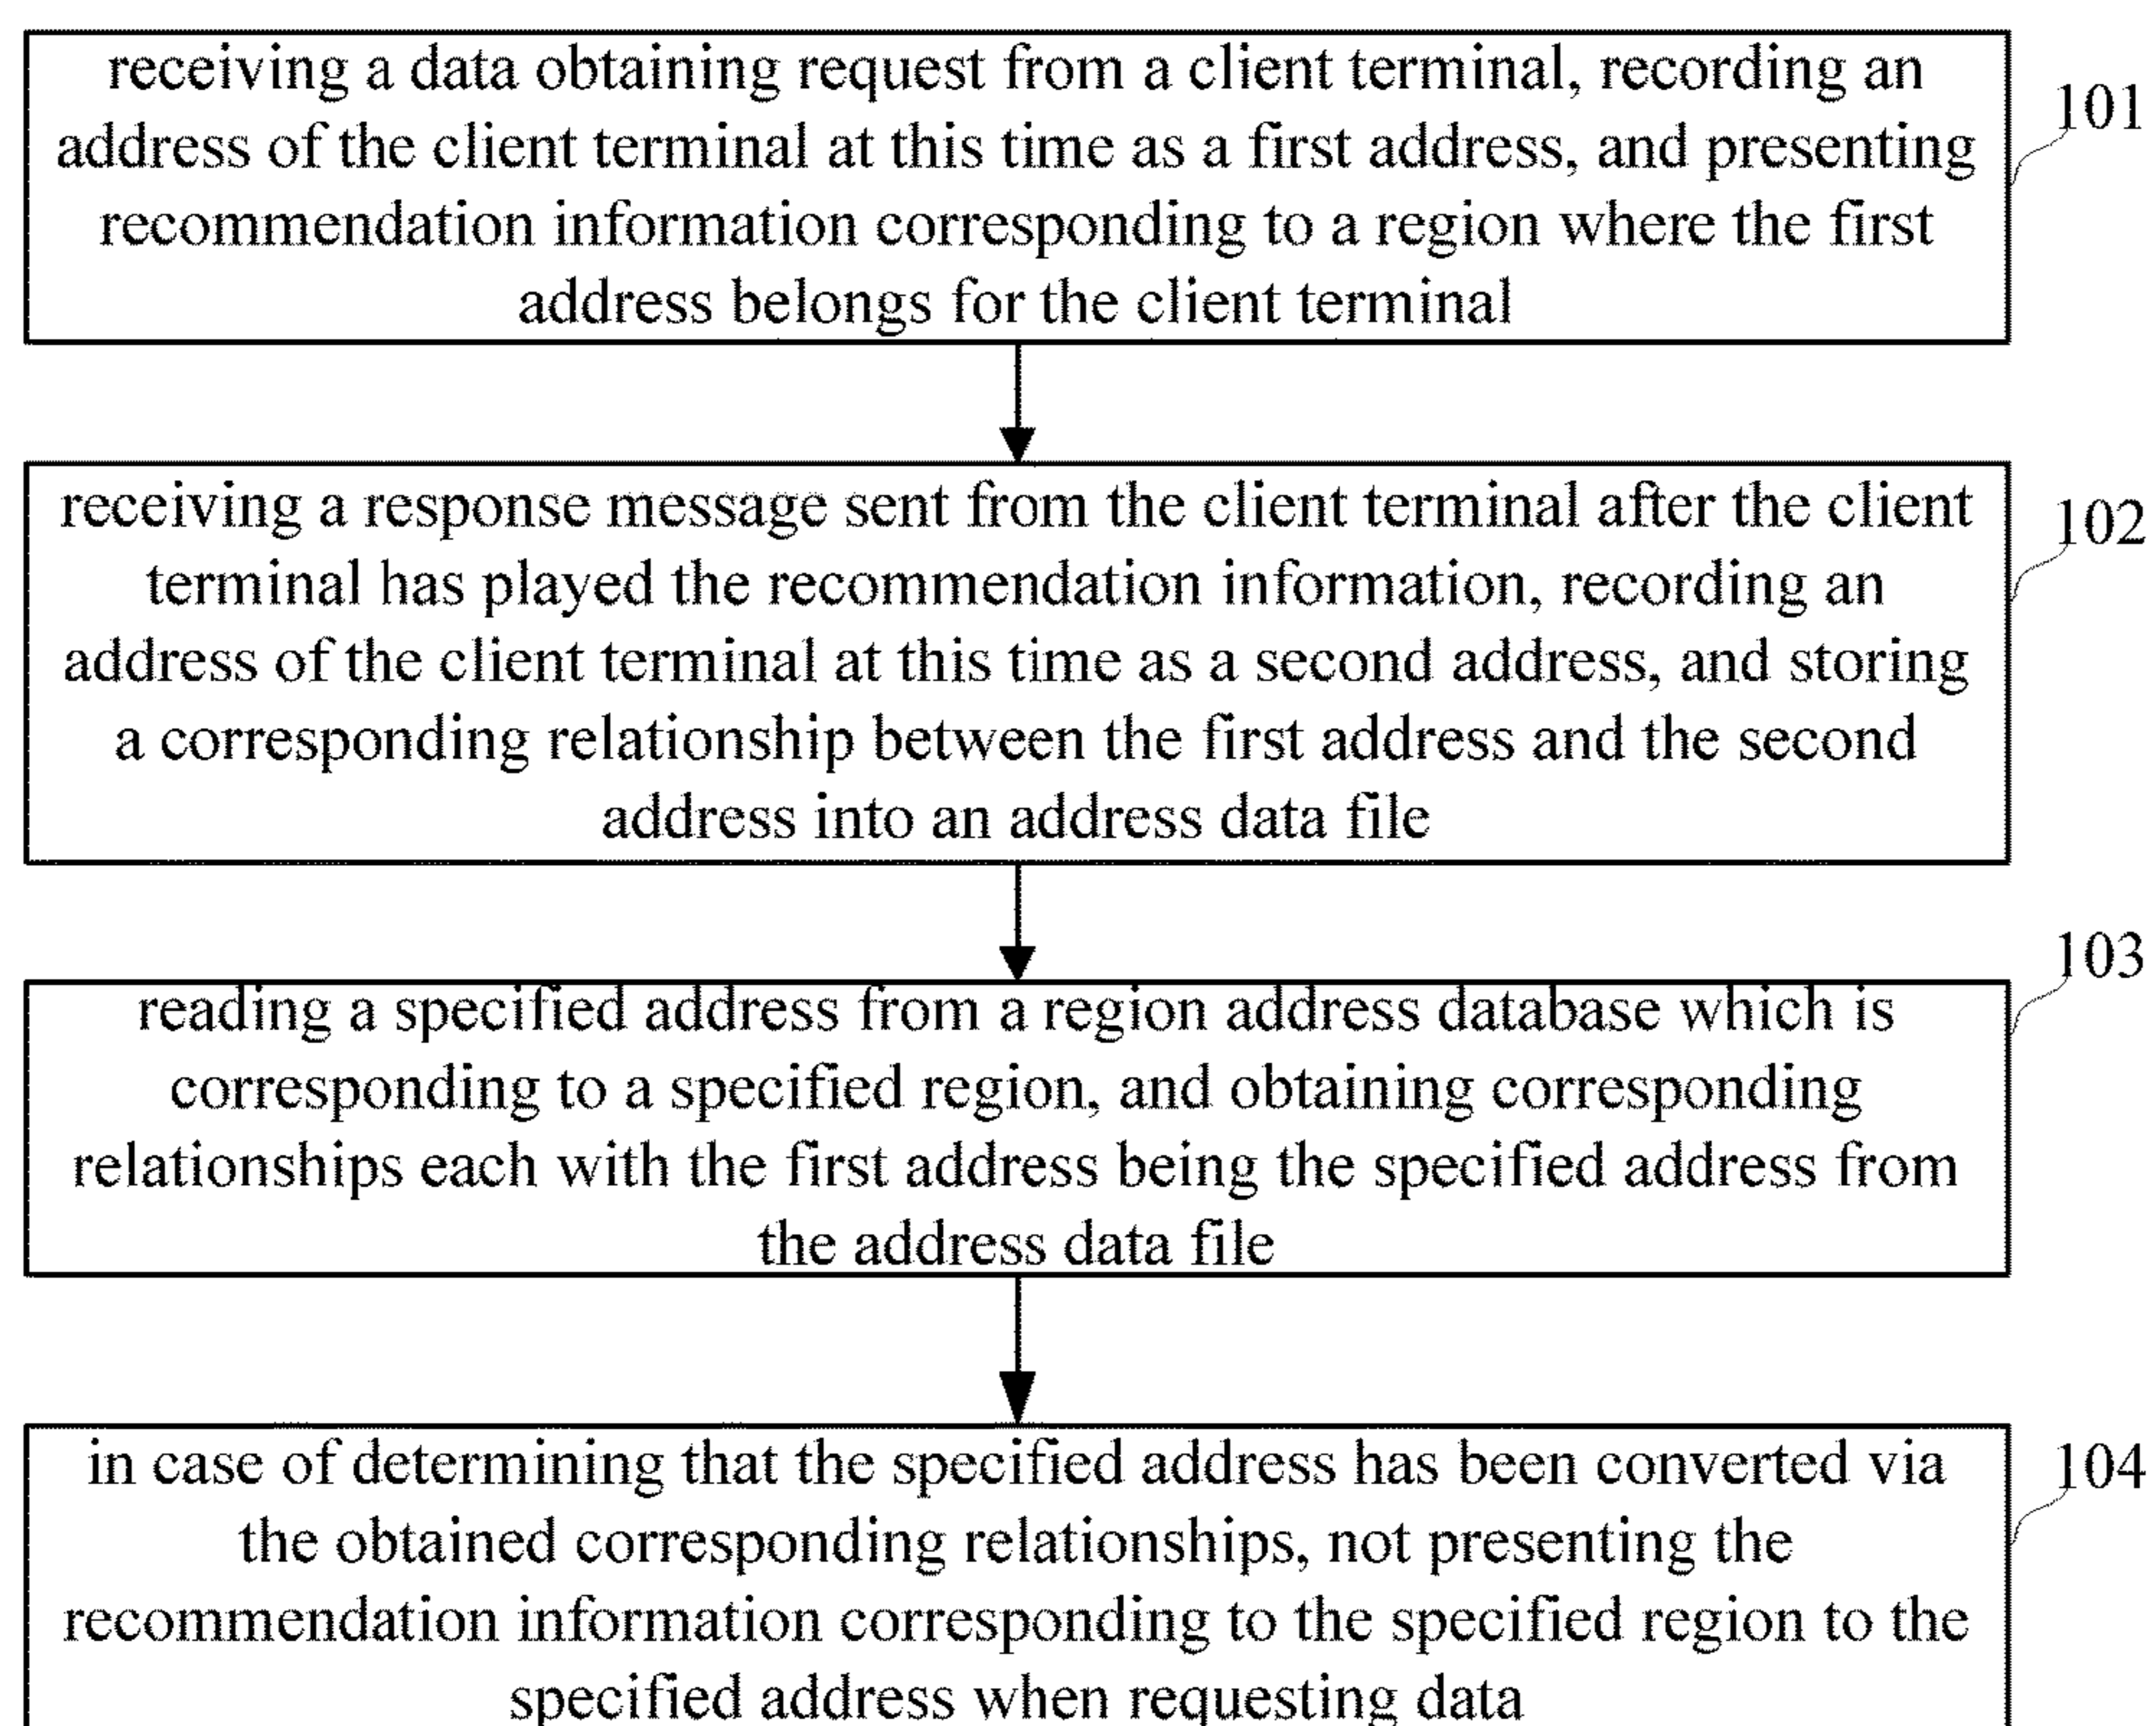 receiving a data obtaining request from a client terminal, recording an
address of the client terminal at this time as a first address, and presenting
recommendation information corresponding to a region where the first
address belongs for the client terminal
101
receiving a response message sent from the client terminal after the client
terminal has played the recommendation information, recording an
address of the client terminal at this time as a second address, and storing
a corresponding relationship between the first address and the second
address into an address data file
102
reading a specified address from a region address database which is
corresponding to a specified region, and obtaining corresponding
relationships each with the first address being the specified address from
the address data file
103
in case of determining that the specified address has been converted via
the obtained corresponding relationships, not presenting the
recommendation information corresponding to the specified region to the
specified address when requesting data
104